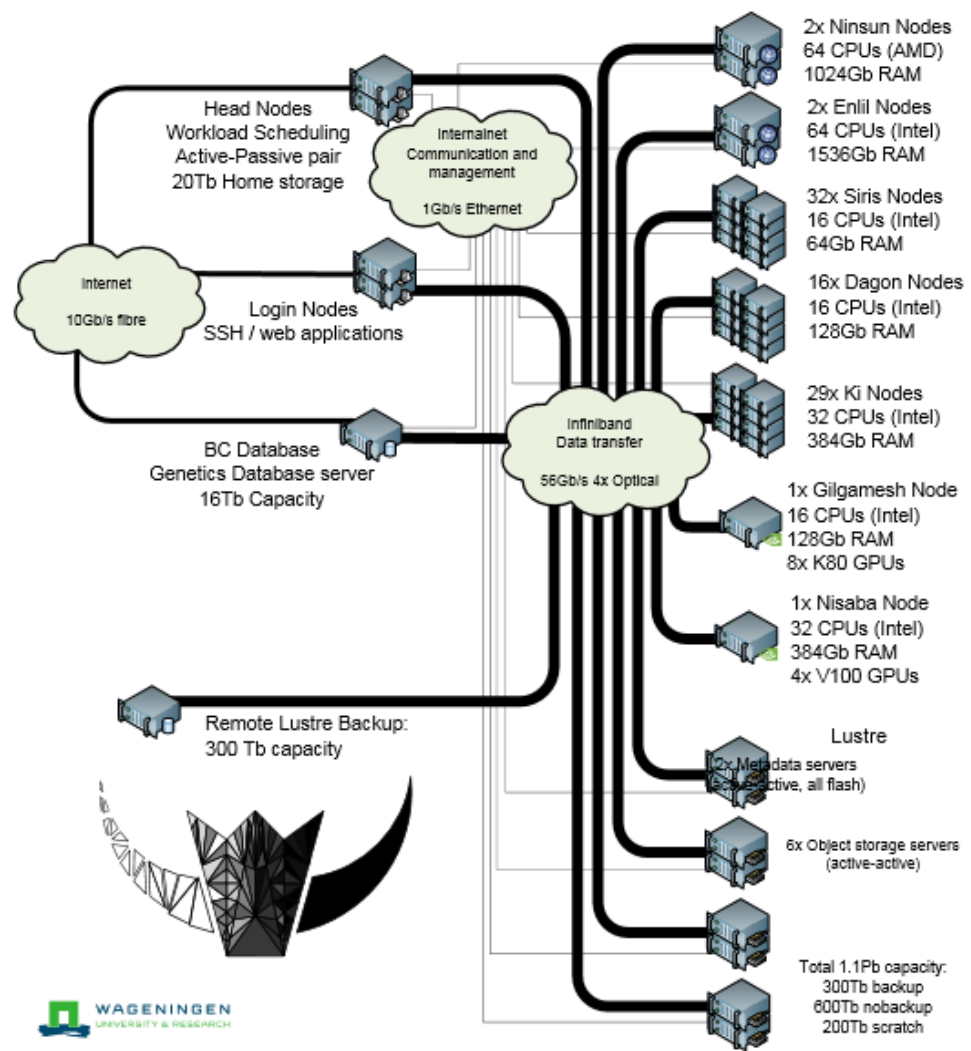 Head Nodes
Workload Scheduling
Active-Passive pair
20Tb Home storage
Internalnet
Communication and
management
1Gb/s Ethernet
Internet
10Gb/s fibre
Login Nodes
SSH / web applications
BC Database
Genetics Database server
16Tb Capacity
Infiniband
Data transfer
56Gb/s 4x Optical
Remote Lustre Backup:
300 Tb capacity
2x Ninsun Nodes
64 CPUs (AMD)
1024Gb RAM
2x Enlil Nodes
64 CPUs (Intel)
1536Gb RAM
32x Siris Nodes
16 CPUs (Intel)
64Gb RAM
16x Dagon Nodes
16 CPUs (Intel)
128Gb RAM
29x Ki Nodes
32 CPUs (Intel)
384Gb RAM
1x Gilgamesh Node
16 CPUs (Intel)
128Gb RAM
8x K80 GPUs
1x Nisaba Node
32 CPUs (Intel)
384Gb RAM
4x V100 GPUs
Lustre
2x Metadata servers
(active-active, all flash)
6x Object storage servers
(active-active)
Total 1.1Pb capacity:
300Tb backup
600Tb nobackup
200Tb scratch
WAGENINGEN
UNIVERSITY & RESEARCH